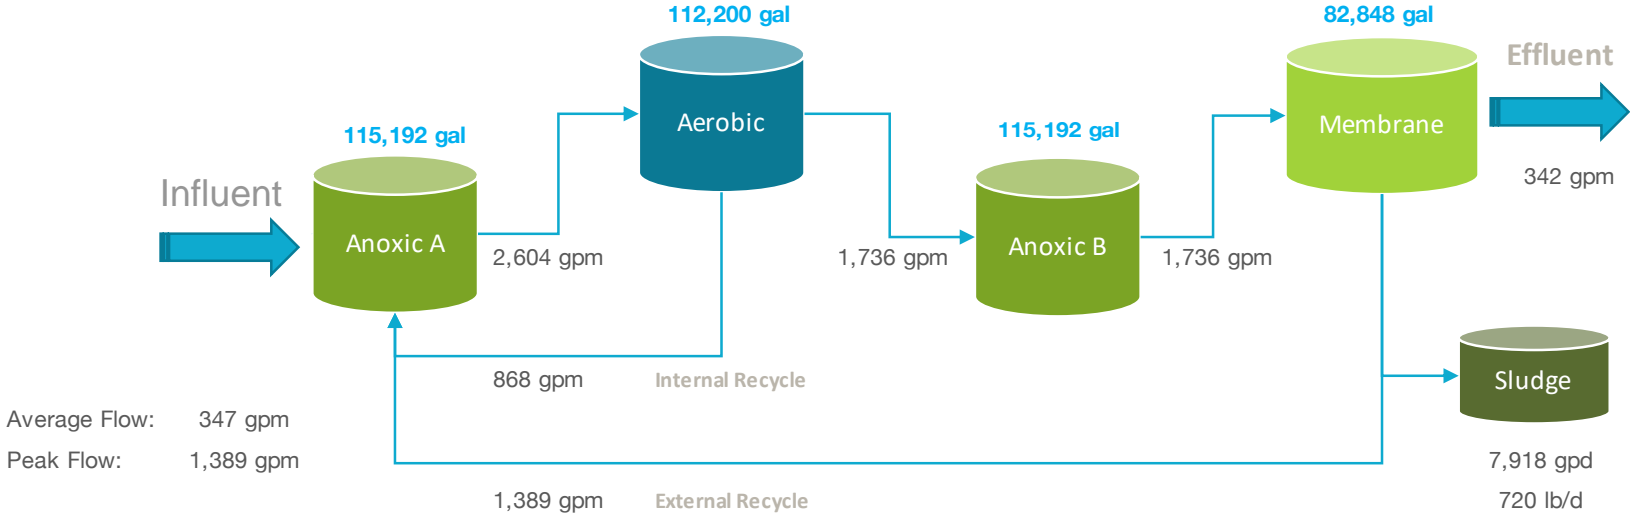 112,200 gal
82,848 gal
Effluent
Aerobic
Membrane
115,192 gal
115,192 gal
342 gpm
Influent
Anoxic A
Anoxic B
2,604 gpm
1,736 gpm
1,736 gpm
868 gpm
Internal Recycle
Sludge
Average Flow: 347 gpm
Peak Flow: 1,389 gpm
7,918 gpd
1,389 gpm
External Recycle
720 lb/d